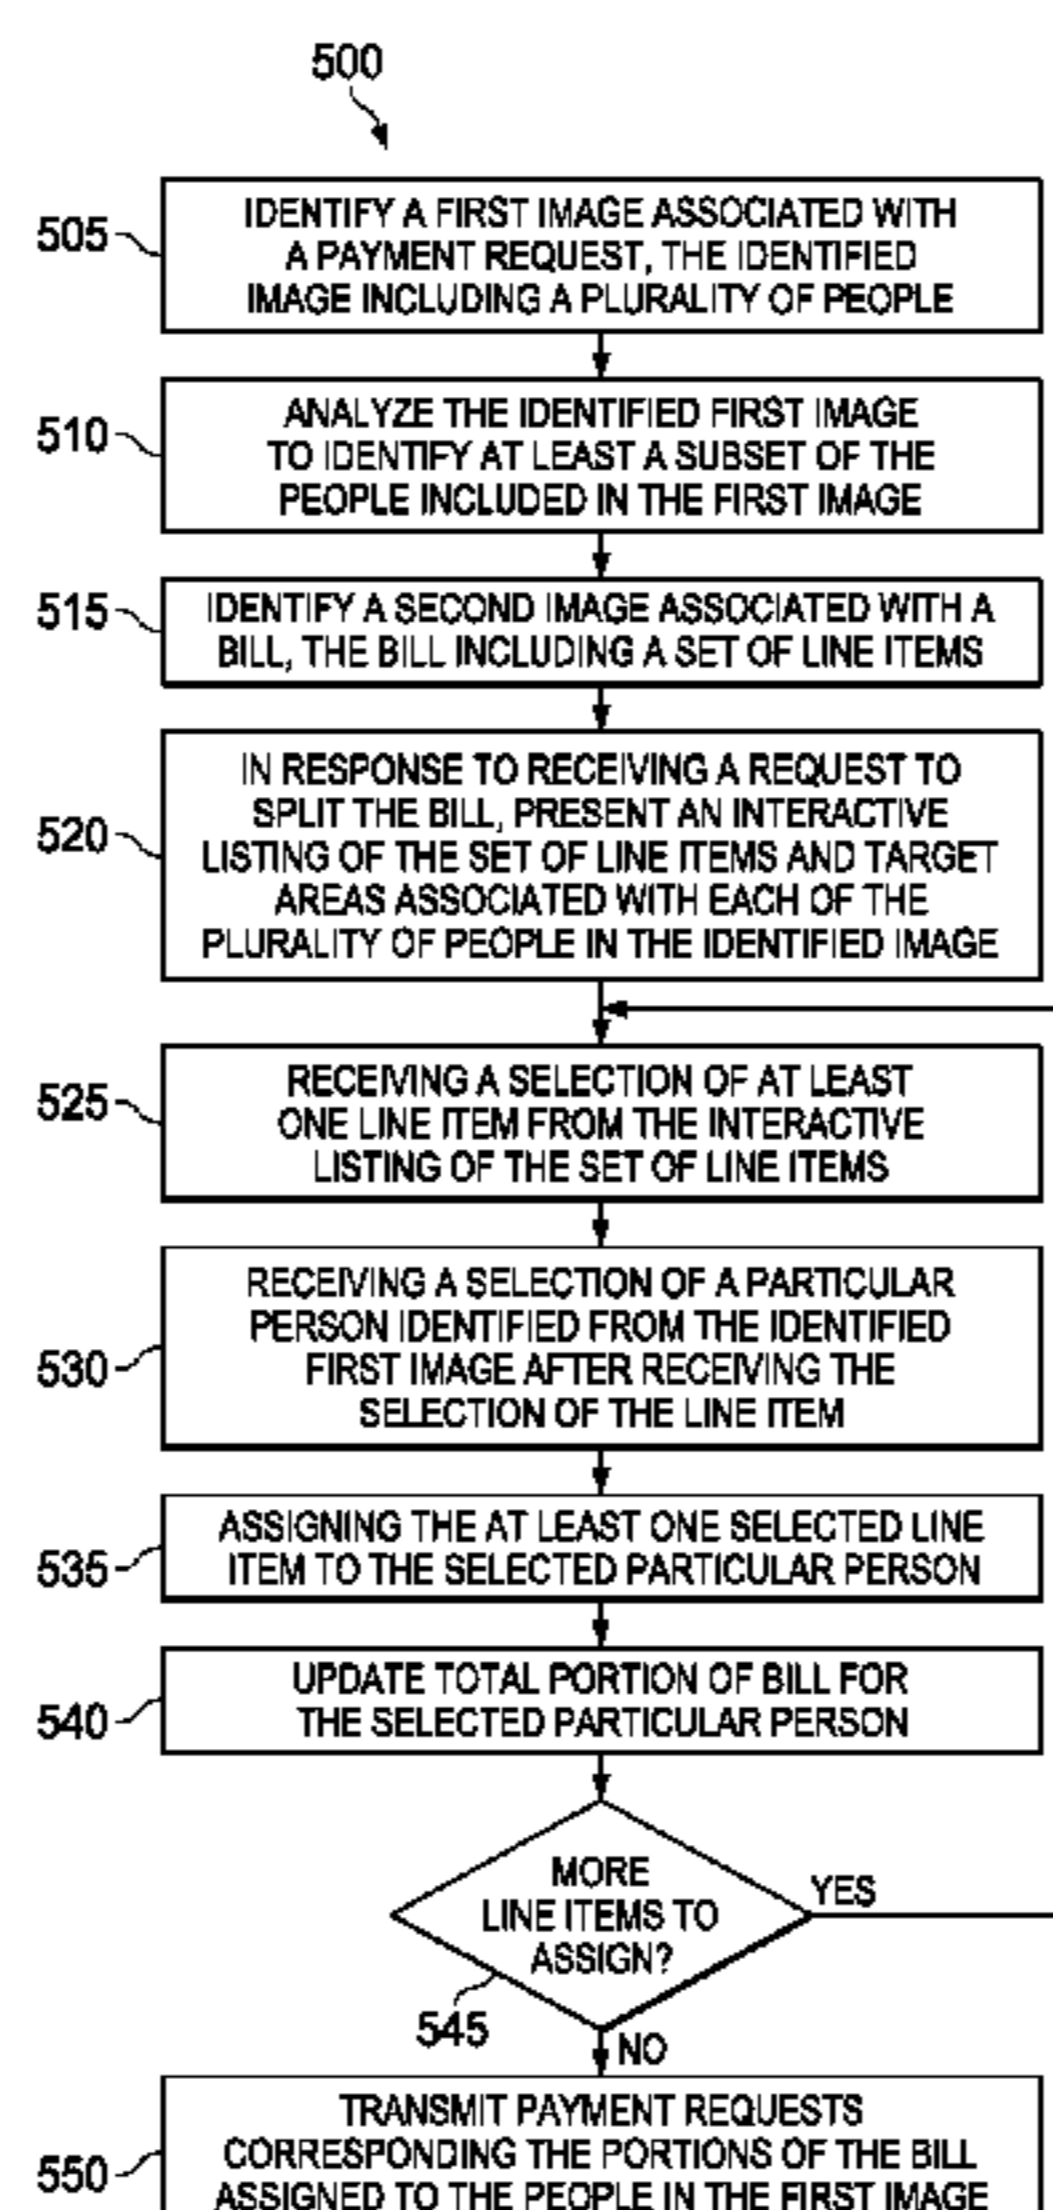 500
505
IDENTIFY A FIRST IMAGE ASSOCIATED WITH
A PAYMENT REQUEST, THE IDENTIFIED
IMAGE INCLUDING A PLURALITY OF PEOPLE
510
ANALYZE THE IDENTIFIED FIRST IMAGE
TO IDENTIFY AT LEAST A SUBSET OF THE
PEOPLE INCLUDED IN THE FIRST IMAGE
515
IDENTIFY A SECOND IMAGE ASSOCIATED WITH A
BILL, THE BILL INCLUDING A SET OF LINE ITEMS
520
IN RESPONSE TO RECEIVING A REQUEST TO
SPLIT THE BILL, PRESENT AN INTERACTIVE
LISTING OF THE SET OF LINE ITEMS AND TARGET
AREAS ASSOCIATED WITH EACH OF THE
PLURALITY OF PEOPLE IN THE IDENTIFIED IMAGE
525
RECEIVING A SELECTION OF AT LEAST
ONE LINE ITEM FROM THE INTERACTIVE
LISTING OF THE SET OF LINE ITEMS
530
RECEIVING A SELECTION OF A PARTICULAR
PERSON IDENTIFIED FROM THE IDENTIFIED
FIRST IMAGE AFTER RECEIVING THE
SELECTION OF THE LINE ITEM
535
ASSIGNING THE AT LEAST ONE SELECTED LINE
ITEM TO THE SELECTED PARTICULAR PERSON
540
UPDATE TOTAL PORTION OF BILL FOR
THE SELECTED PARTICULAR PERSON
MORE
LINE ITEMS TO
ASSIGN?
YES
545
NO
550
TRANSMIT PAYMENT REQUESTS
CORRESPONDING THE PORTIONS OF THE BILL
ASSIGNED TO THE PEOPLE IN THE FIRST IMAGE